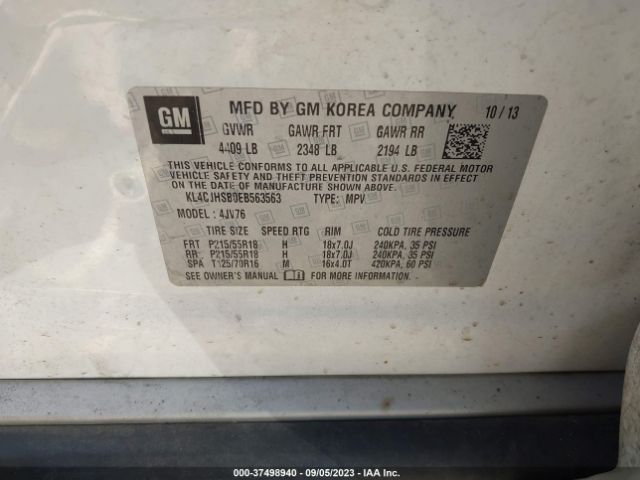 GM
MFD BY GM KOREA COMPANY 10/13
GVWR GAWR FRT GAWR RR
4409 LB 2348 LB 2194 LB
THIS VEHICLE CONFORMS TO ALL APPLICABLE U.S. FEDERAL MOTOR
VEHICLE SAFETY AND THEFT PREVENTION STANDARDS IN EFFECT
ON THE DATE OF MANUFACTURE SHOWN ABOVE.
KL4CJHSB0EB563563 TYPE: MPV
MODEL: 4JV76
TIRE SIZE SPEED RTG RIM COLD TIRE PRESSURE
FRT P215/55R18 H 18x7.0J 240KPA, 35 PSI
RR P215/55R18 H 18x7.0J 240KPA, 35 PSI
SPA T125/70R16 M 16x4.0T 420KPA, 60 PSI
SEE OWNER'S MANUAL FOR MORE INFORMATION.
000-37498940 - 09/05/2023 - IAA Inc.